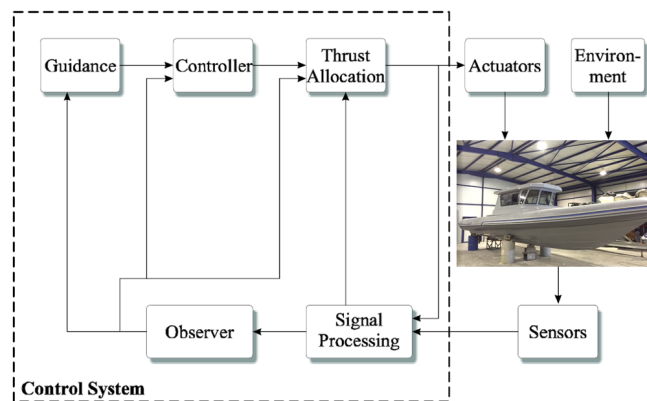 Guidance
Controller
Thrust
Allocation
Actuators
Environ-
ment
Observer
Signal
Processing
Sensors
Control System